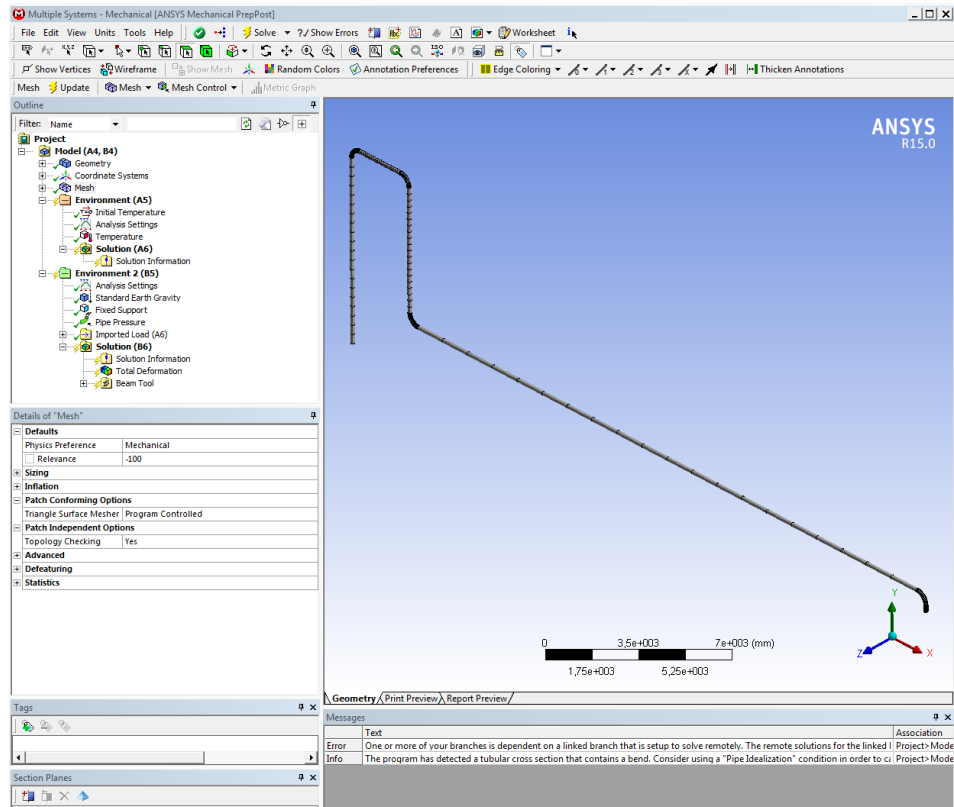 Multiple Systems - Mechanical [ANSYS Mechanical PrepPost]
File Edit View Units Tools Help Solve ?/ Show Errors Worksheet
Show Vertices Wireframe Show Mesh Random Colors Annotation Preferences Edge Coloring Thicken Annotations
Mesh Update Mesh Mesh Control Metric Graph
Outline
Filter: Name
Project
Model (A4, B4)
Geometry
Coordinate Systems
Mesh
Environment (A5)
Initial Temperature
Analysis Settings
Temperature
Solution (A6)
Solution Information
Environment 2 (B5)
Analysis Settings
Standard Earth Gravity
Fixed Support
Pipe Pressure
Imported Load (A6)
Solution (B6)
Solution Information
Total Deformation
Beam Tool
Details of "Mesh"
Defaults
Physics Preference Mechanical
Relevance -100
Sizing
Inflation
Patch Conforming Options
Triangle Surface Mesher Program Controlled
Patch Independent Options
Topology Checking Yes
Advanced
Defeaturing
Statistics
Tags
Section Planes
ANSYS
R15.0
0 3,5e+003 7e+003 (mm)
1,75e+003 5,25e+003
Y
Z X
Geometry Print Preview Report Preview
Messages
Text Association
Error One or more of your branches is dependent on a linked branch that is setup to solve remotely. The remote solutions for the linked Project>Mode
Info The program has detected a tubular cross section that contains a bend. Consider using a "Pipe Idealization" condition in order to ca Project>Mode